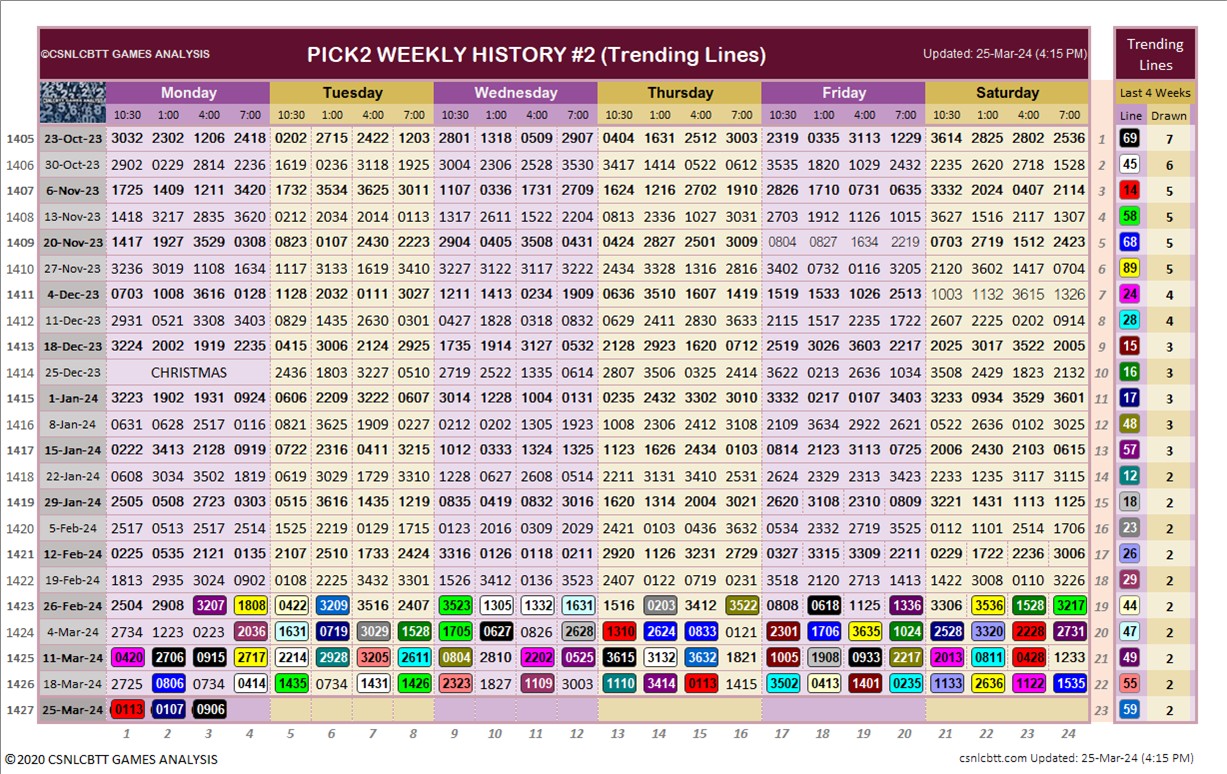 ©CSNLCBTT GAMES ANALYSIS PICK2 WEEKLY HISTORY #2 (Trending Lines) Updated: 25-Mar-24 (4:15 PM) Trending Lines
Monday Tuesday Wednesday Thursday Friday Saturday Last 4 Weeks
10:30 1:00 4:00 7:00 10:30 1:00 4:00 7:00 10:30 1:00 4:00 7:00 10:30 1:00 4:00 7:00 10:30 1:00 4:00 7:00 10:30 1:00 4:00 7:00 Line Drawn
1405 23-Oct-23 3032 2302 1206 2418 0202 2715 2422 1203 2801 1318 0509 2907 0404 1631 2512 3003 2319 0335 3113 1229 3614 2825 2802 2536 1 69 7
1406 30-Oct-23 2902 0229 2814 2236 1619 0236 3118 1925 3004 2306 2528 3530 3417 1414 0522 0612 3535 1820 1029 2432 2235 2620 2718 1528 2 45 6
1407 6-Nov-23 1725 1409 1211 3420 1732 3534 3625 3011 1107 0336 1731 2709 1624 1216 2702 1910 2826 1710 0731 0635 3332 2024 0407 2114 3 14 5
1408 13-Nov-23 1418 3217 2835 3620 0212 2034 2014 0113 1317 2611 1522 2204 0813 2336 1027 3031 2703 1912 1126 1015 3627 1516 2117 1307 4 58 5
1409 20-Nov-23 1417 1927 3529 0308 0823 0107 2430 2223 2904 0405 3508 0431 0424 2827 2501 3009 0804 0827 1634 2219 0703 2719 1512 2423 5 68 5
1410 27-Nov-23 3236 3019 1108 1634 1117 3133 1619 3410 3227 3122 3117 3222 2434 3328 1316 2816 3402 0732 0116 3205 2120 3602 1417 0704 6 89 5
1411 4-Dec-23 0703 1008 3616 0128 1128 2032 0111 3027 1211 1413 0234 1909 0636 3510 0607 1419 1519 1533 1026 2513 1003 1132 3615 1326 7 24 4
1412 11-Dec-23 2931 0521 3308 3403 0829 1435 2630 0301 0427 1828 0318 0832 0629 2411 2830 3633 2115 1517 2235 1722 2607 2225 0202 0914 8 28 4
1413 18-Dec-23 3224 2002 1919 2235 0415 3006 2124 2925 1735 1914 3127 0532 2128 2923 1620 0712 2519 3026 3603 2217 2025 3017 3522 2005 9 15 3
1414 25-Dec-23 CHRISTMAS 2436 1803 3227 0510 2719 2522 1335 0614 2807 3506 0325 2414 3622 0213 2636 1034 3508 2429 1823 2132 10 16 3
1415 1-Jan-24 3223 1902 1931 0924 0606 2209 3222 0607 3014 1228 1004 0131 0235 2432 3302 3010 3332 0217 0107 3403 3233 0934 3529 3601 11 17 3
1416 8-Jan-24 0631 0628 2517 0116 0821 3625 1909 0227 0212 0202 1305 1923 1008 2306 2412 3108 2109 3634 2922 2621 0522 2636 0102 3025 12 48 3
1417 15-Jan-24 0222 3413 2128 0919 0722 2316 0411 3215 1012 0333 1324 1325 1123 1626 2434 0103 0814 2123 3113 0725 2006 2430 2103 0615 13 57 3
1418 22-Jan-24 0608 3034 3502 1819 0619 3029 1729 3331 1228 0627 2608 0514 2211 3131 3410 2531 2624 2329 2313 3423 2233 1235 3117 3115 14 12 2
1419 29-Jan-24 2505 0508 2723 0303 0515 3616 1435 1219 0835 0419 0832 3016 1620 1314 2004 3021 2620 3108 2310 0809 3221 1431 1113 1125 15 18 2
1420 5-Feb-24 2517 0513 2517 2514 1525 2219 0129 1715 0123 2016 0309 2029 2421 0103 0436 3632 0534 2332 2719 3525 0112 1101 2514 1706 16 23 2
1421 12-Feb-24 0225 0535 2121 0135 2107 2510 1733 2424 3316 0126 0118 0211 2920 1126 3231 2729 0327 3315 3309 2211 0229 1722 2236 3006 17 26 2
1422 19-Feb-24 1813 2935 3024 0902 0108 2225 3432 3301 1526 3412 0136 3523 2407 0122 0719 0231 3518 2120 2713 1413 1422 3008 0110 3226 18 29 2
1423 26-Feb-24 2504 2908 3207 1808 0422 3209 3516 2407 3523 1305 1332 1631 1516 0203 3412 3522 0808 0618 1125 1336 3306 3536 1528 3217 19 44 2
1424 4-Mar-24 2734 1223 0223 2036 1631 0719 3029 1528 1705 0627 0826 2628 1310 2624 0833 0121 2301 1706 3635 1024 2528 3320 2228 2731 20 47 2
1425 11-Mar-24 0420 2706 0915 2717 2214 2928 3205 2611 0804 2810 2202 0525 3615 3132 3632 1821 1005 1908 0933 2217 2013 0811 0428 1233 21 49 2
1426 18-Mar-24 2725 0806 0734 0414 1435 0734 1431 1426 2323 1827 1109 3003 1110 3414 0113 1415 3502 0413 1401 0235 1133 2636 1122 1535 22 55 2
1427 25-Mar-24 0113 0107 0906 23 59 2
1 2 3 4 5 6 7 8 9 10 11 12 13 14 15 16 17 18 19 20 21 22 23 24
©2020 CSNLCBTT GAMES ANALYSIS csnlcbtt.com Updated: 25-Mar-24 (4:15 PM)